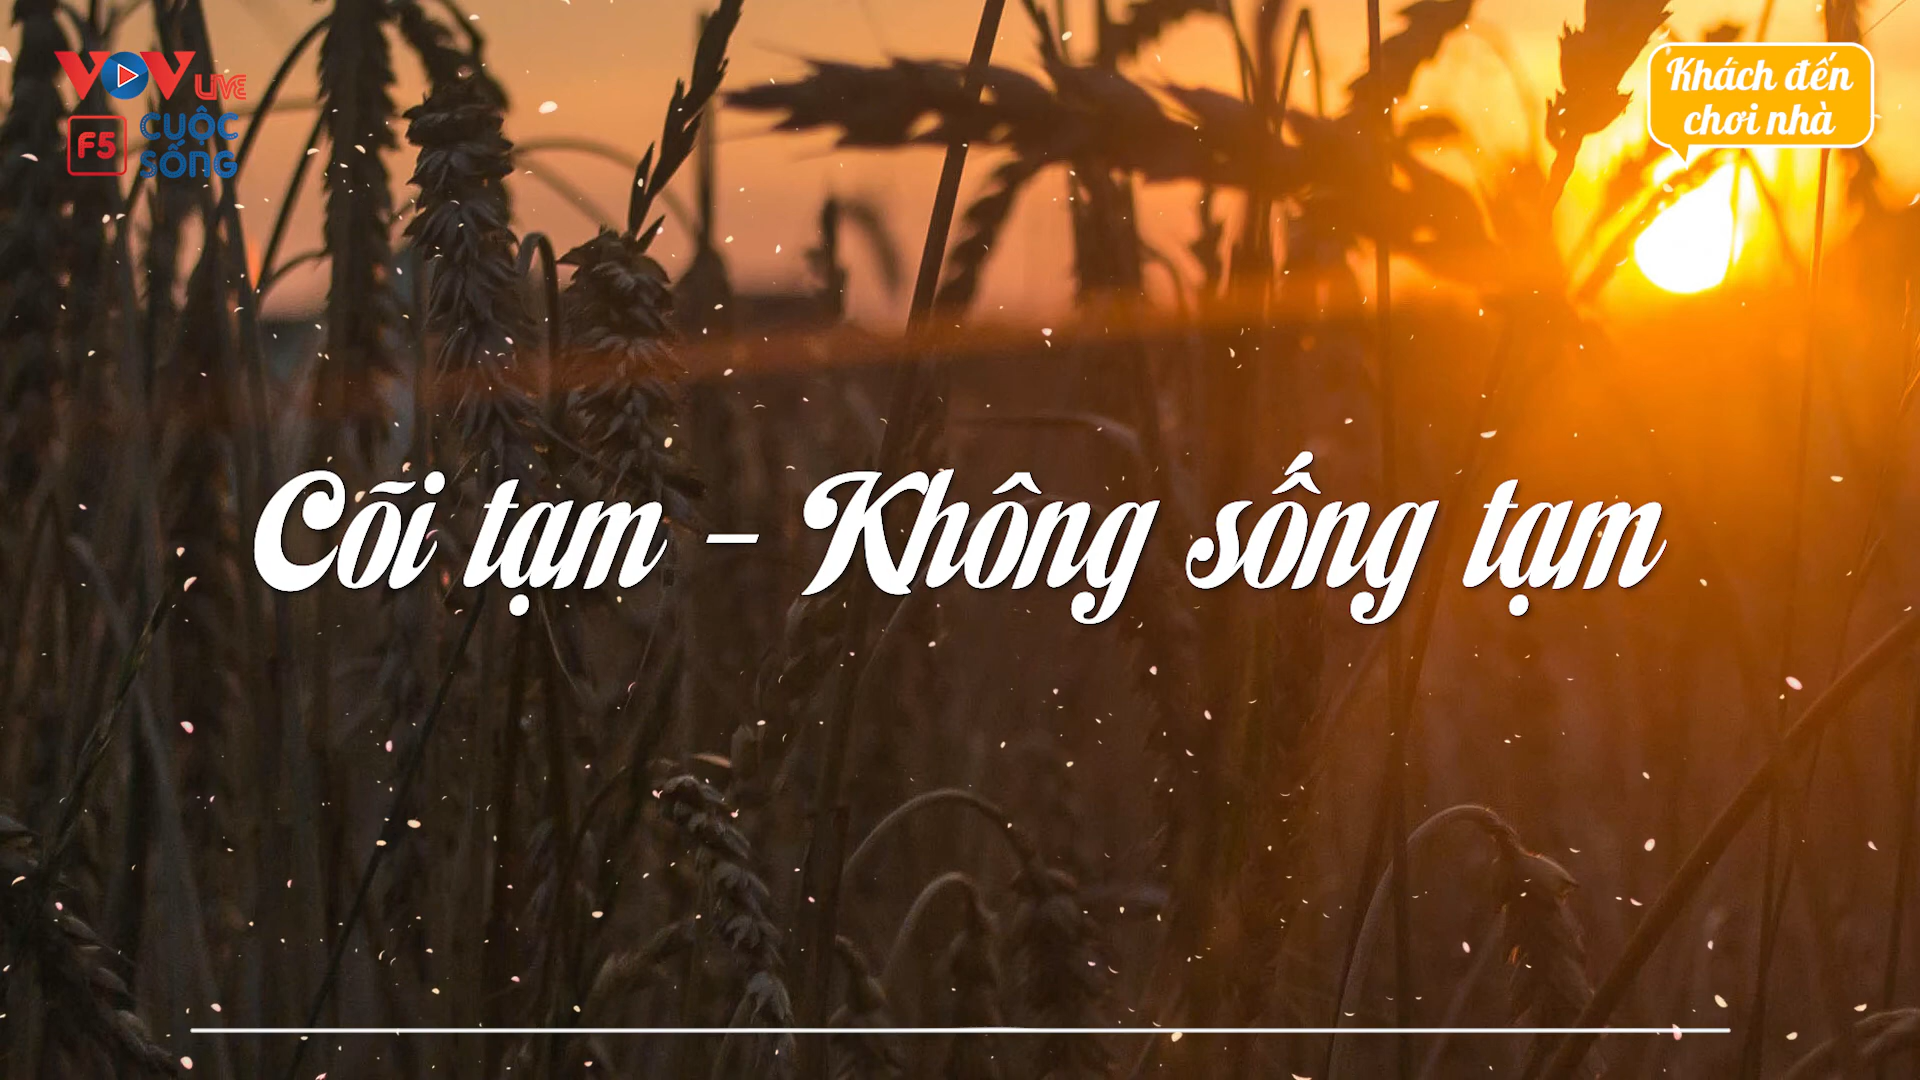 VOV LIVE
F5 CUỘC
SỐNG
Khách đến
chơi nhà
Cõi tạm – Không sống tạm